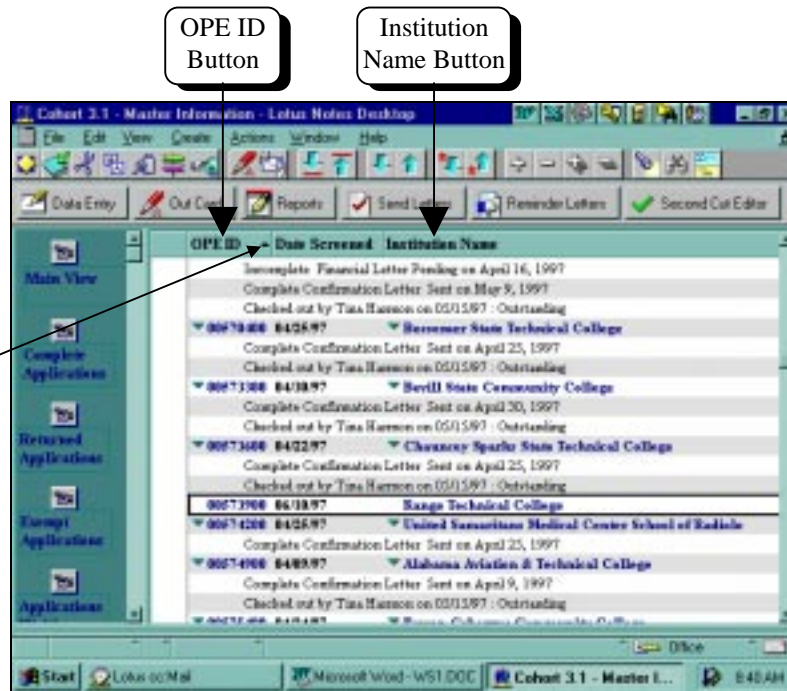 OPE ID
Button
Institution
Name Button
Cohort 3.1 - Master Information - Lotus Notes Desktop
File Edit View Create Actions Window Help
Data Entry Out Card Reports Send Letters Reminder Letters Second Cut Editor
OPE ID Date Screened Institution Name
Main View
Incomplete Financial Letter Pending on April 16, 1997
Complete Confirmation Letter Sent on May 9, 1997
Checked out by Tina Harmon on 05/15/97 : Outstanding
00570400 04/25/97 Bessemer State Technical College
Complete
Applications
Complete Confirmation Letter Sent on April 25, 1997
Checked out by Tina Harmon on 05/15/97 : Outstanding
00573300 04/30/97 Bevill State Community College
Complete Confirmation Letter Sent on April 30, 1997
Checked out by Tina Harmon on 05/15/97 : Outstanding
Returned
Applications
00573600 04/22/97 Chauncey Sparks State Technical College
Complete Confirmation Letter Sent on April 25, 1997
Checked out by Tina Harmon on 05/15/97 : Outstanding
00573900 06/10/97 Range Technical College
Exempt
Applications
00574200 04/25/97 United Samaritans Medical Center School of Radiolo
Complete Confirmation Letter Sent on April 25, 1997
00574900 04/09/97 Alabama Aviation & Technical College
Complete Confirmation Letter Sent on April 9, 1997
Checked out by Tina Harmon on 05/15/97 : Outstanding
Applications
Office
Start Lotus cc:Mail Microsoft Word - WS1.DOC Cohort 3.1 - Master I... 8:40 AM